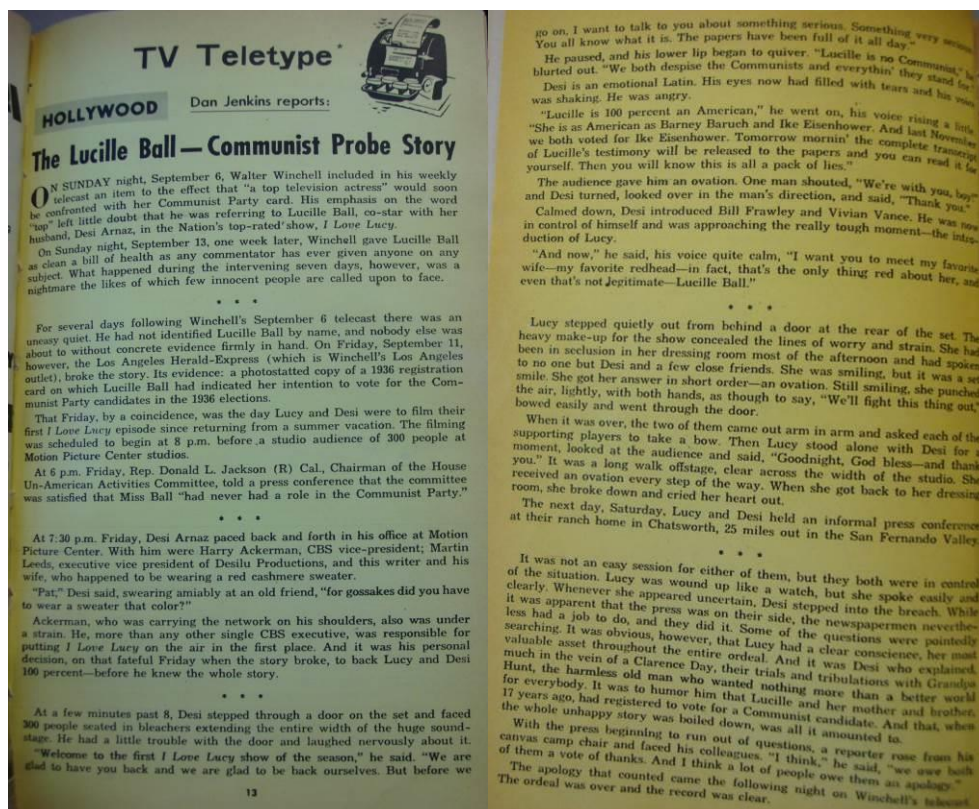 TV Teletype*
HOLLYWOOD
Dan Jenkins reports:
The Lucille Ball — Communist Probe Story
ON SUNDAY night, September 6, Walter Winchell included in his weekly
telecast an item to the effect that "a top television actress" would soon
be confronted with her Communist Party card. His emphasis on the word
"top" left little doubt that he was referring to Lucille Ball, co-star with her
husband, Desi Arnaz, in the Nation's top-rated show, I Love Lucy.
On Sunday night, September 13, one week later, Winchell gave Lucille Ball
as clean a bill of health as any commentator has ever given anyone on any
subject. What happened during the intervening seven days, however, was a
nightmare the likes of which few innocent people are called upon to face.
• • •
For several days following Winchell's September 6 telecast there was an
uneasy quiet. He had not identified Lucille Ball by name, and nobody else was
about to without concrete evidence firmly in hand. On Friday, September 11,
however, the Los Angeles Herald-Express (which is Winchell's Los Angeles
outlet), broke the story. Its evidence: a photostatted copy of a 1936 registration
card on which Lucille Ball had indicated her intention to vote for the Com-
munist Party candidates in the 1936 elections.
That Friday, by a coincidence, was the day Lucy and Desi were to film their
first I Love Lucy episode since returning from a summer vacation. The filming
was scheduled to begin at 8 p.m. before a studio audience of 300 people at
Motion Picture Center studios.
At 6 p.m. Friday, Rep. Donald L. Jackson (R) Cal., Chairman of the House
Un-American Activities Committee, told a press conference that the committee
was satisfied that Miss Ball "had never had a role in the Communist Party."
• • •
At 7:30 p.m. Friday, Desi Arnaz paced back and forth in his office at Motion
Picture Center. With him were Harry Ackerman, CBS vice-president; Martin
Leeds, executive vice president of Desilu Productions, and this writer and his
wife, who happened to be wearing a red cashmere sweater.
"Pat," Desi said, swearing amiably at an old friend, "for gossakes did you have
to wear a sweater that color?"
Ackerman, who was carrying the network on his shoulders, also was under
a strain. He, more than any other single CBS executive, was responsible for
putting I Love Lucy on the air in the first place. And it was his personal
decision, on that fateful Friday when the story broke, to back Lucy and Desi
100 percent—before he knew the whole story.
• • •
At a few minutes past 8, Desi stepped through a door on the set and faced
300 people seated in bleachers extending the entire width of the huge sound-
stage. He had a little trouble with the door and laughed nervously about it.
"Welcome to the first I Love Lucy show of the season," he said. "We are
glad to have you back and we are glad to be back ourselves. But before we
13
go on, I want to talk to you about something serious. Something very serious.
You all know what it is. The papers have been full of it all day."
He paused, and his lower lip began to quiver. "Lucille is no Communist,"
blurted out. "We both despise the Communists and everythin' they stand for."
Desi is an emotional Latin. His eyes now had filled with tears and his voice
was shaking. He was angry.
"Lucille is 100 percent an American," he went on, his voice rising a little.
"She is as American as Barney Baruch and Ike Eisenhower. And last November
we both voted for Ike Eisenhower. Tomorrow mornin' the complete transcript
of Lucille's testimony will be released to the papers and you can read it for
yourself. Then you will know this is all a pack of lies."
The audience gave him an ovation. One man shouted, "We're with you, boy"
and Desi turned, looked over in the man's direction, and said, "Thank you."
Calmed down, Desi introduced Bill Frawley and Vivian Vance. He was now
in control of himself and was approaching the really tough moment—the intro-
duction of Lucy.
"And now," he said, his voice quite calm, "I want you to meet my favorite
wife—my favorite redhead—in fact, that's the only thing red about her, and
even that's not legitimate—Lucille Ball."
• • •
Lucy stepped quietly out from behind a door at the rear of the set. The
heavy make-up for the show concealed the lines of worry and strain. She had
been in seclusion in her dressing room most of the afternoon and had spoken
to no one but Desi and a few close friends. She was smiling, but it was a
smile. She got her answer in short order—an ovation. Still smiling, she punched
the air, lightly, with both hands, as though to say, "We'll fight this thing out,"
bowed easily and went through the door.
When it was over, the two of them came out arm in arm and asked each of the
supporting players to take a bow. Then Lucy stood alone with Desi for a
moment, looked at the audience and said, "Goodnight, God bless—and thank
you." It was a long walk offstage, clear across the width of the studio. She
received an ovation every step of the way. When she got back to her dressing
room, she broke down and cried her heart out.
The next day, Saturday, Lucy and Desi held an informal press conference
at their ranch home in Chatsworth, 25 miles out in the San Fernando Valley.
• • •
It was not an easy session for either of them, but they both were in control
of the situation. Lucy was wound up like a watch, but she spoke easily and
clearly. Whenever she appeared uncertain, Desi stepped into the breach. While
it was apparent that the press was on their side, the newspapermen neverthe-
less had a job to do, and they did it. Some of the questions were pointedly
searching. It was obvious, however, that Lucy had a clear conscience, her most
valuable asset throughout the entire ordeal. And it was Desi who explained,
much in the vein of a Clarence Day, their trials and tribulations with Grandpa
Hunt, the harmless old man who wanted nothing more than a better world
for everybody. It was to humor him that Lucille and her mother and brother,
17 years ago, had registered to vote for a Communist candidate. And that, when
the whole unhappy story was boiled down, was all it amounted to.
With the press beginning to run out of questions, a reporter rose from his
canvas camp chair and faced his colleagues. "I think," he said, "we owe both
of them a vote of thanks. And I think a lot of people owe them an apology."
The apology that counted came the following night on Winchell's telecast.
The ordeal was over and the record was clear.